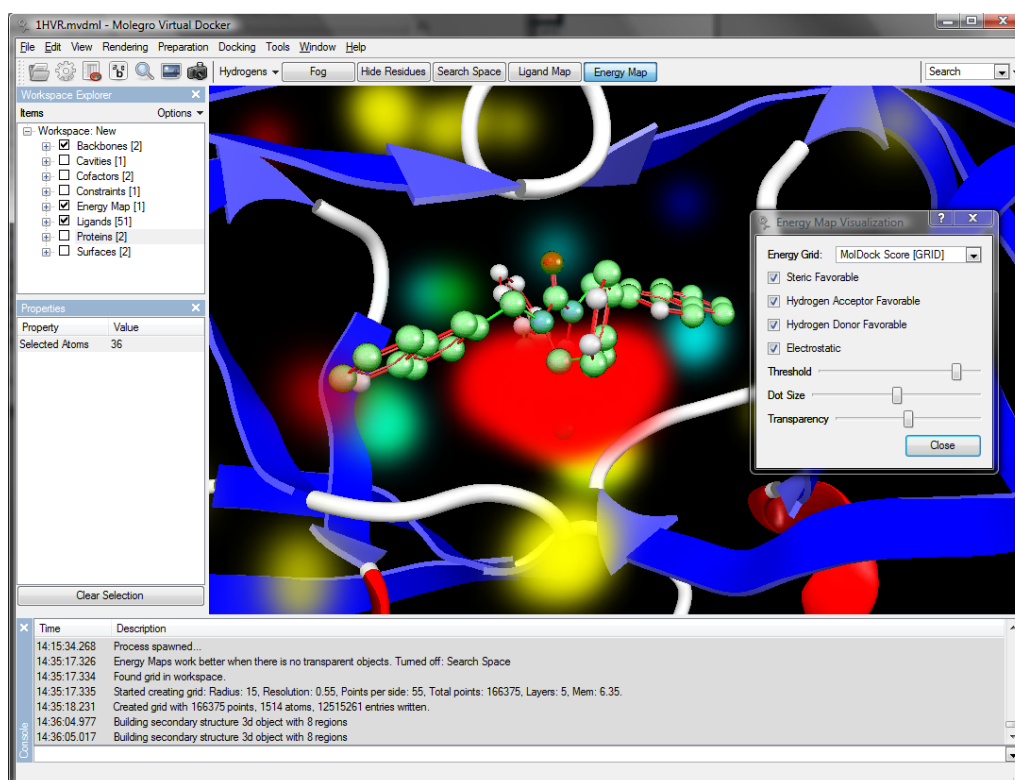 1HVR.mvdml - Molegro Virtual Docker
File Edit View Rendering Preparation Docking Tools Window Help
Hydrogens Fog Hide Residues Search Space Ligand Map Energy Map Search
Workspace Explorer
Items Options
Workspace: New
Backbones [2]
Cavities [1]
Cofactors [2]
Constraints [1]
Energy Map [1]
Ligands [51]
Proteins [2]
Surfaces [2]
Properties
Property Value
Selected Atoms 36
Clear Selection
Energy Map Visualization
Energy Grid: MolDock Score [GRID]
Steric Favorable
Hydrogen Acceptor Favorable
Hydrogen Donor Favorable
Electrostatic
Threshold
Dot Size
Transparency
Close
Console
Time Description
14:15:34.268 Process spawned...
14:35:17.326 Energy Maps work better when there is no transparent objects. Turned off: Search Space
14:35:17.334 Found grid in workspace.
14:35:17.335 Started creating grid: Radius: 15, Resolution: 0.55, Points per side: 55, Total points: 166375, Layers: 5, Mem: 6.35.
14:35:18.231 Created grid with 166375 points, 1514 atoms, 12515261 entries written.
14:36:04.977 Building secondary structure 3d object with 8 regions
14:36:05.017 Building secondary structure 3d object with 8 regions